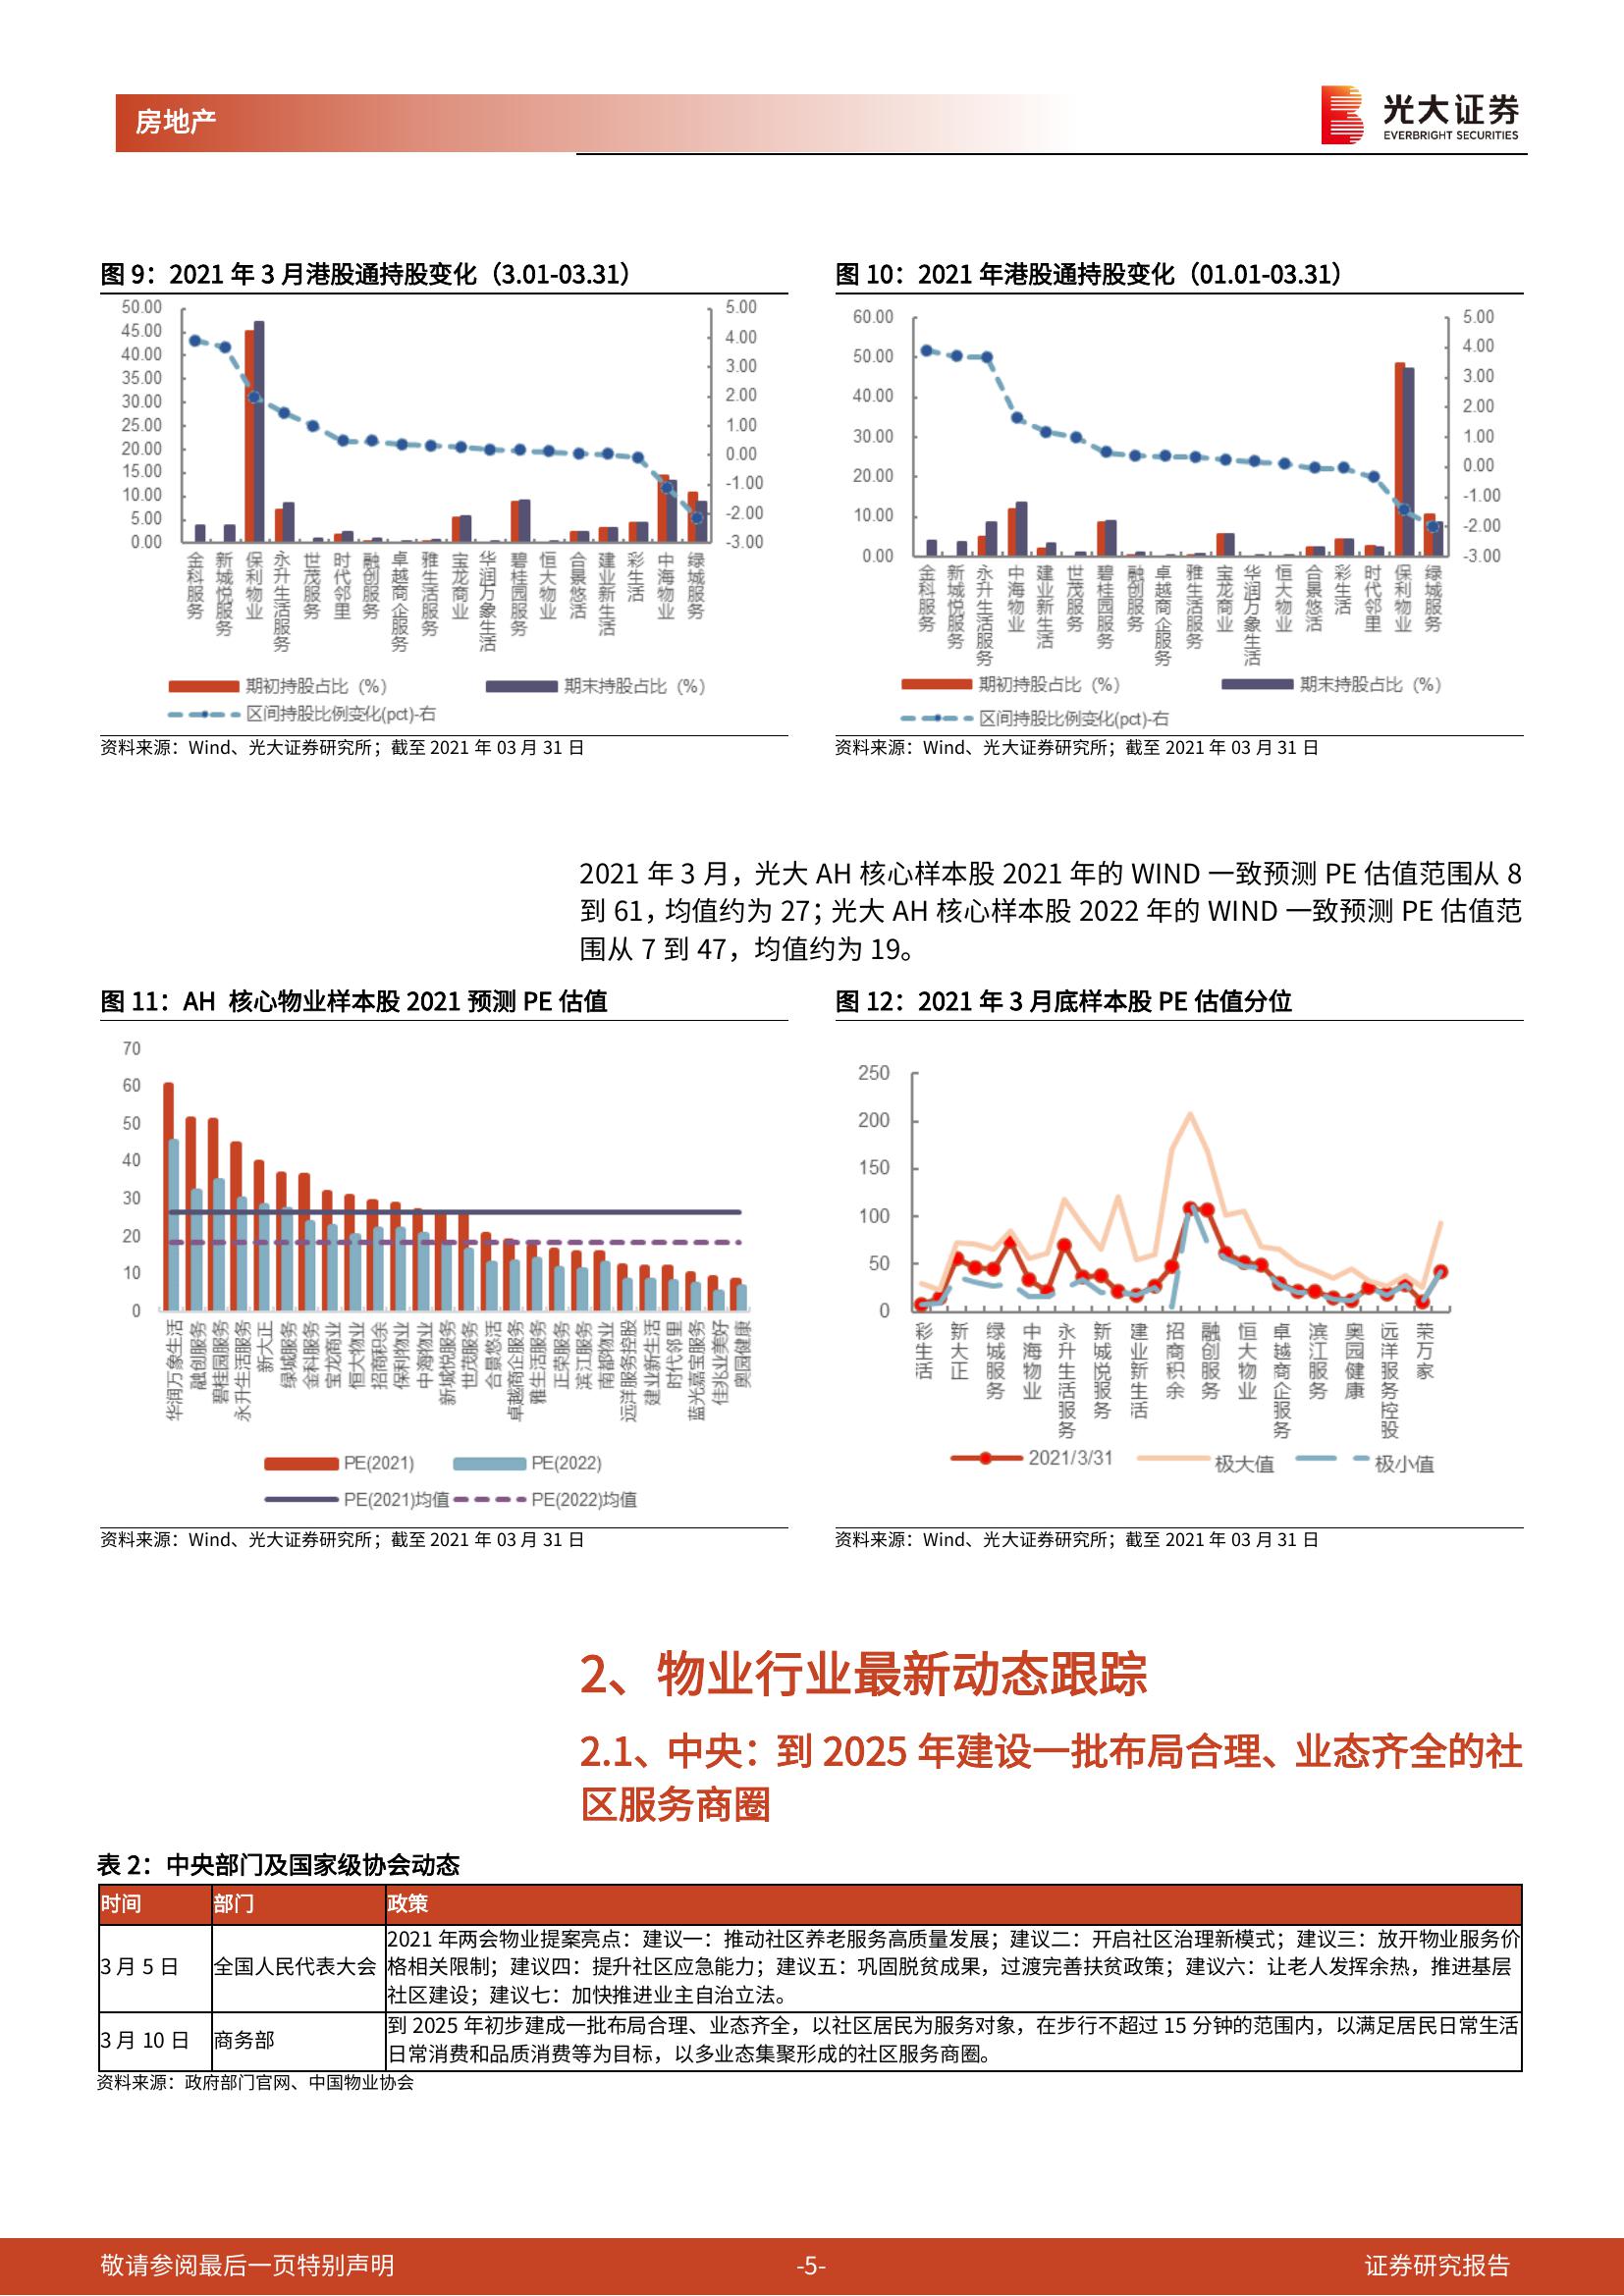 房地产
光大证券
EVERBRIGHT SECURITIES
图 9：2021 年 3 月港股通持股变化（3.01-03.31）
50.00
45.00
40.00
35.00
30.00
25.00
20.00
15.00
10.00
5.00
0.00
5.00
4.00
3.00
2.00
1.00
0.00
-1.00
-2.00
-3.00
金科服务
新城悦服务
保利物业
永升生活服务
世茂服务
时代邻里
融创服务
卓越商企服务
雅生活服务
宝龙商业
华润万象生活
碧桂园服务
恒大物业
合景悠活
建业新生活
彩生活
中海物业
绿城服务
期初持股占比（%）
期末持股占比（%）
区间持股比例变化(pct)-右
资料来源：Wind、光大证券研究所；截至 2021 年 03 月 31 日
图 10：2021 年港股通持股变化（01.01-03.31）
60.00
50.00
40.00
30.00
20.00
10.00
0.00
5.00
4.00
3.00
2.00
1.00
0.00
-1.00
-2.00
-3.00
金科服务
新城悦服务
永升生活服务
中海物业
建业新生活
世茂服务
碧桂园服务
融创服务
卓越商企服务
雅生活服务
宝龙商业
华润万象生活
恒大物业
合景悠活
彩生活
时代邻里
保利物业
绿城服务
期初持股占比（%）
期末持股占比（%）
区间持股比例变化(pct)-右
资料来源：Wind、光大证券研究所；截至 2021 年 03 月 31 日
2021 年 3 月，光大 AH 核心样本股 2021 年的 WIND 一致预测 PE 估值范围从 8
到 61，均值约为 27；光大 AH 核心样本股 2022 年的 WIND 一致预测 PE 估值范
围从 7 到 47，均值约为 19。
图 11：AH 核心物业样本股 2021 预测 PE 估值
70
60
50
40
30
20
10
0
华润万象生活
融创服务
碧桂园服务
永升生活服务
新大正
绿城服务
金科服务
宝龙商业
恒大物业
招商积余
保利物业
中海物业
新城悦服务
世茂服务
合景悠活
卓越商企服务
雅生活服务
正荣服务
滨江服务
南都物业
远洋服务控股
建业新生活
时代邻里
蓝光嘉宝服务
佳兆业美好
奥园健康
PE(2021)
PE(2022)
PE(2021)均值
PE(2022)均值
资料来源：Wind、光大证券研究所；截至 2021 年 03 月 31 日
图 12：2021 年 3 月底样本股 PE 估值分位
250
200
150
100
50
0
彩生活
新大正
绿城服务
中海物业
永升生活服务
新城悦服务
建业新生活
招商积余
融创服务
恒大物业
卓越商企服务
滨江服务
奥园健康
远洋服务控股
荣万家
2021/3/31
极大值
极小值
资料来源：Wind、光大证券研究所；截至 2021 年 03 月 31 日
2、物业行业最新动态跟踪
2.1、中央：到 2025 年建设一批布局合理、业态齐全的社
区服务商圈
表 2：中央部门及国家级协会动态
时间 部门 政策
3 月 5 日 全国人民代表大会 2021 年两会物业提案亮点：建议一：推动社区养老服务高质量发展；建议二：开启社区治理新模式；建议三：放开物业服务价
格相关限制；建议四：提升社区应急能力；建议五：巩固脱贫成果，过渡完善扶贫政策；建议六：让老人发挥余热，推进基层
社区建设；建议七：加快推进业主自治立法。
3 月 10 日 商务部 到 2025 年初步建成一批布局合理、业态齐全，以社区居民为服务对象，在步行不超过 15 分钟的范围内，以满足居民日常生活
日常消费和品质消费等为目标，以多业态集聚形成的社区服务商圈。
资料来源：政府部门官网、中国物业协会
敬请参阅最后一页特别声明
-5-
证券研究报告